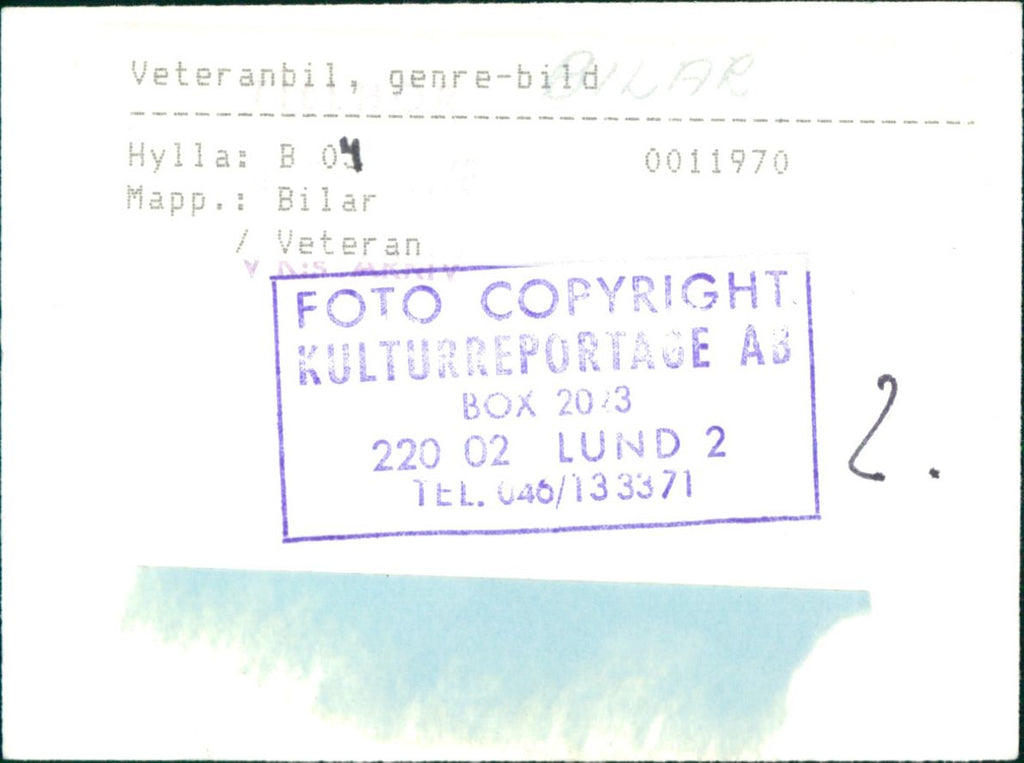 Veteranbil, genre-bild BILAR
Hylla: B 04 0011970
Mapp.: Bilar
/ Veteran
FOTO COPYRIGHT
KULTURREPORTAGE AB
BOX
220 02 LUND 2
TEL. 046/13 33 71
2.